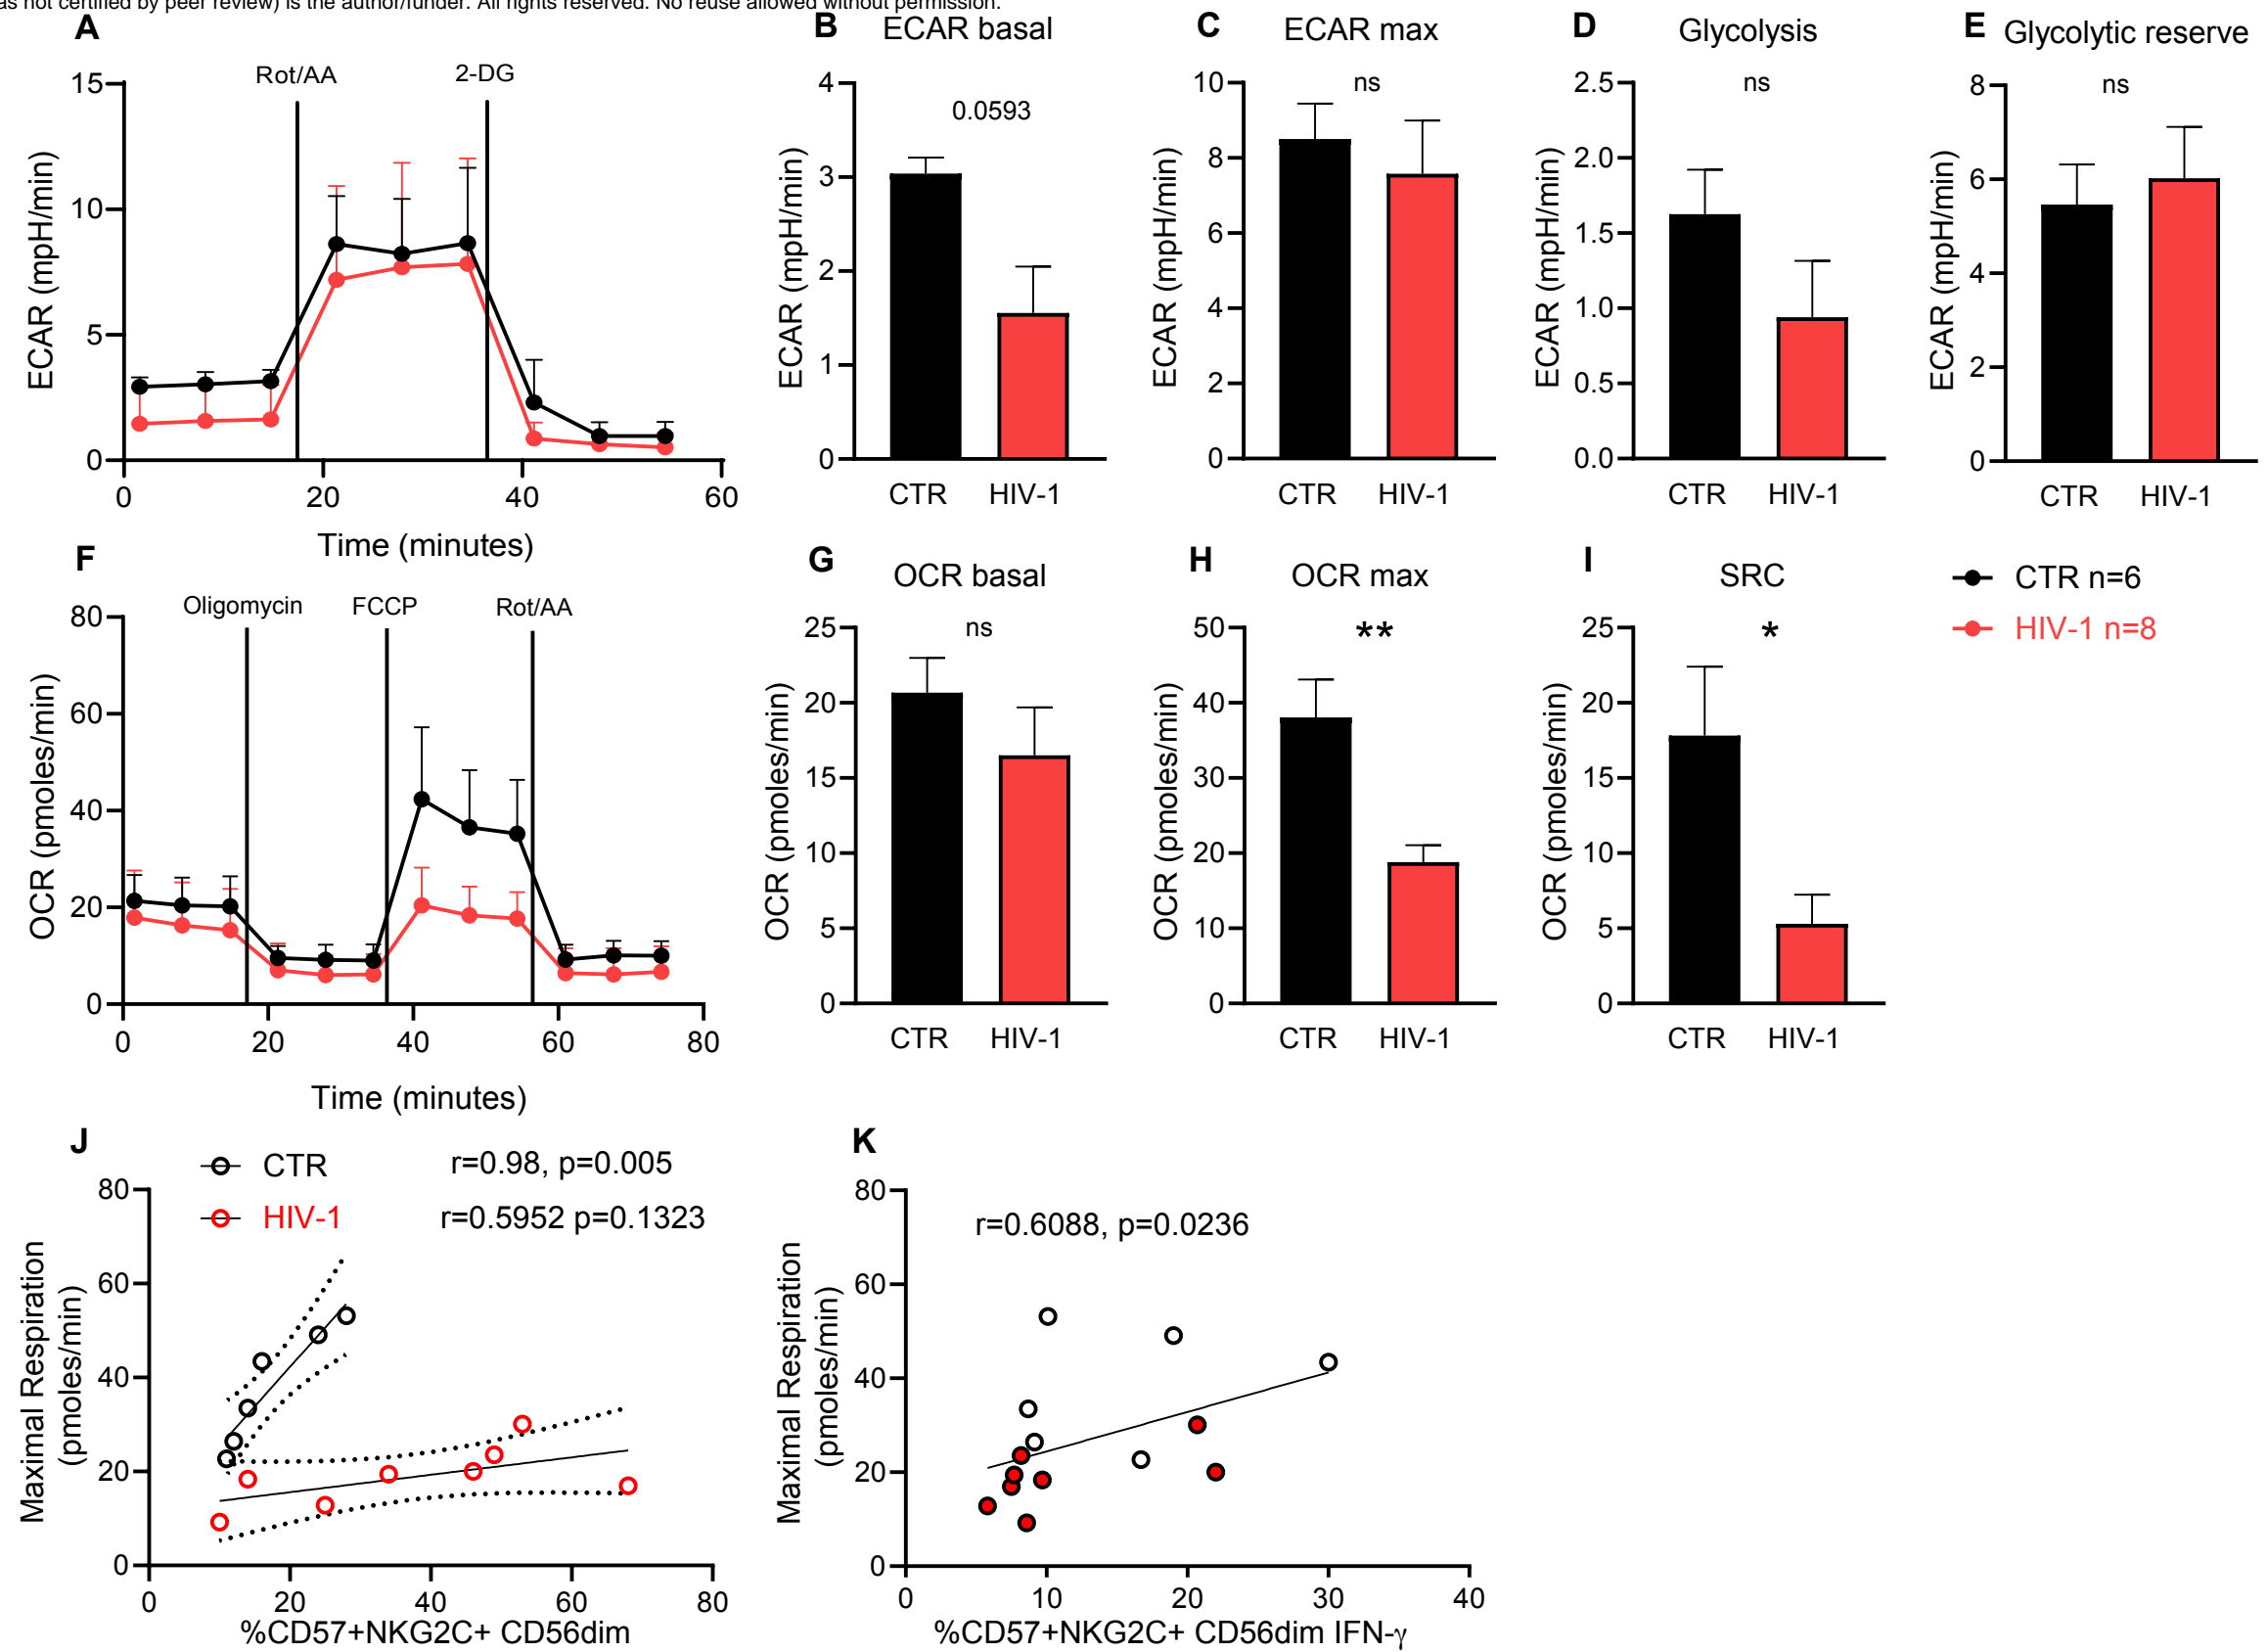 as not certified by peer review) is the author/funder. All rights reserved. No reuse allowed without permission.
A
Rot/AA
2-DG
ECAR (mpH/min)
15
10
5
0
0 20 40 60
Time (minutes)
B ECAR basal
0.0593
ECAR (mpH/min)
4
3
2
1
0
CTR HIV-1
C ECAR max
ns
ECAR (mpH/min)
10
8
6
4
2
0
CTR HIV-1
D Glycolysis
ns
ECAR (mpH/min)
2.5
2.0
1.5
1.0
0.5
0.0
CTR HIV-1
E Glycolytic reserve
ns
ECAR (mpH/min)
8
6
4
2
0
CTR HIV-1
F
Oligomycin
FCCP
Rot/AA
OCR (pmoles/min)
80
60
40
20
0
0 20 40 60 80
Time (minutes)
G OCR basal
ns
OCR (pmoles/min)
25
20
15
10
5
0
CTR HIV-1
H OCR max
**
OCR (pmoles/min)
50
40
30
20
10
0
CTR HIV-1
I SRC
*
OCR (pmoles/min)
25
20
15
10
5
0
CTR HIV-1
CTR n=6
HIV-1 n=8
J
CTR r=0.98, p=0.005
HIV-1 r=0.5952 p=0.1323
Maximal Respiration
(pmoles/min)
80
60
40
20
0
0 20 40 60 80
%CD57+NKG2C+ CD56dim
K
r=0.6088, p=0.0236
Maximal Respiration
(pmoles/min)
80
60
40
20
0
0 10 20 30 40
%CD57+NKG2C+ CD56dim IFN-γ